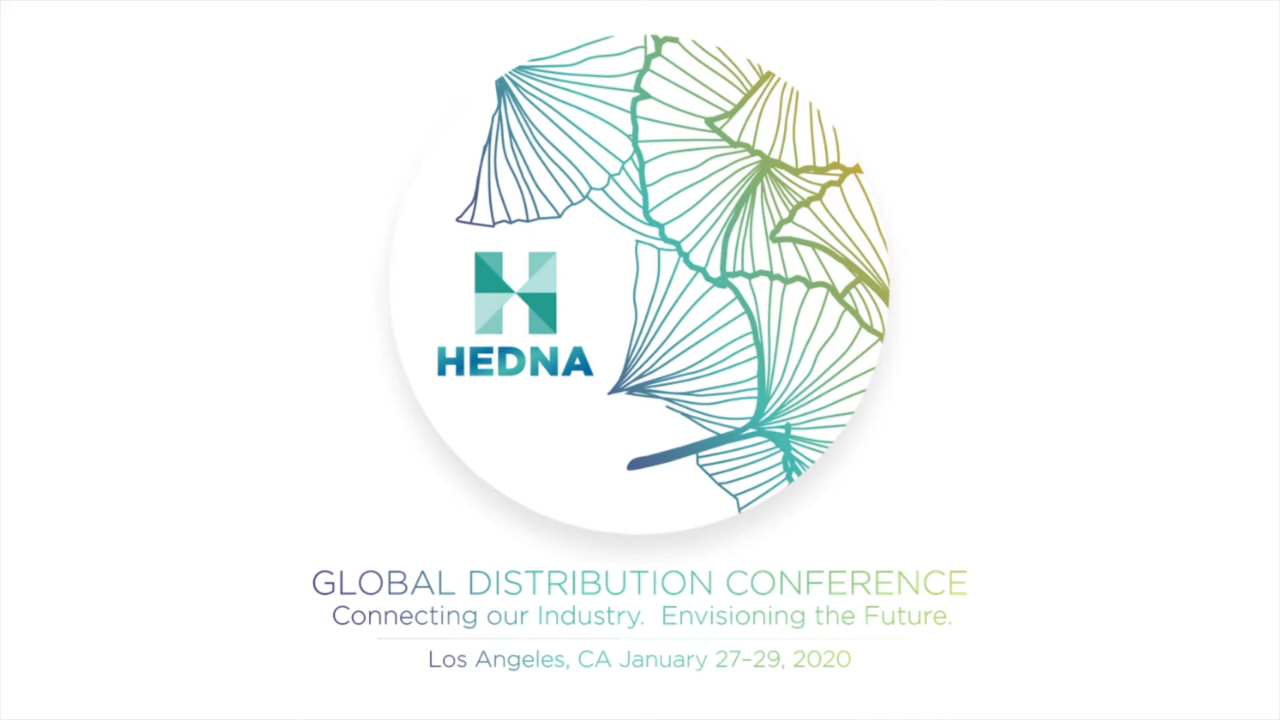 HEDNA
GLOBAL DISTRIBUTION CONFERENCE
Connecting our Industry. Envisioning the Future.
Los Angeles, CA January 27–29, 2020